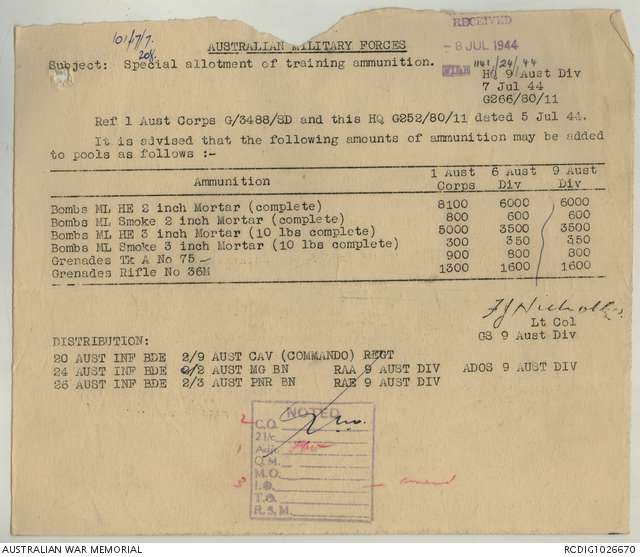 101/7/7.
RECEIVED
AUSTRALIAN MILITARY FORCES
-8 JUL 1944
Subject: Special allotment of training ammunition.
FILE 24/44
HQ 9 Aust Div
7 Jul 44
G266/80/11
Ref 1 Aust Corps G/3488/SD and this HQ G252/80/11 dated 5 Jul 44.
It is advised that the following amounts of ammunition may be added
to pools as follows :-
Ammunition 1 Aust Corps 6 Aust Div 9 Aust Div
Bombs ML HE 2 inch Mortar (complete) 8100 6000 6000
Bombs ML Smoke 2 inch Mortar (complete) 800 600 600
Bombs ML HE 3 inch Mortar (10 lbs complete) 5000 3500 3500
Bombs ML Smoke 3 inch Mortar (10 lbs complete) 300 350 350
Grenades Tk A No 75 900 800 800
Grenades Rifle No 36M 1300 1600 1600
Lt Col
GS 9 Aust Div
DISTRIBUTION:
20 AUST INF BDE 2/9 AUST CAV (COMMANDO) REGT
24 AUST INF BDE 2/2 AUST MG BN RAA 9 AUST DIV ADOS 9 AUST DIV
26 AUST INF BDE 2/3 AUST PNR BN RAE 9 AUST DIV
NOTED
2 C.O.
2 I/c.
1 Adjt.
Q.M.
M.O.
3 I.O.
T.O.
R.S.M.
AUSTRALIAN WAR MEMORIAL RCDIG1026670